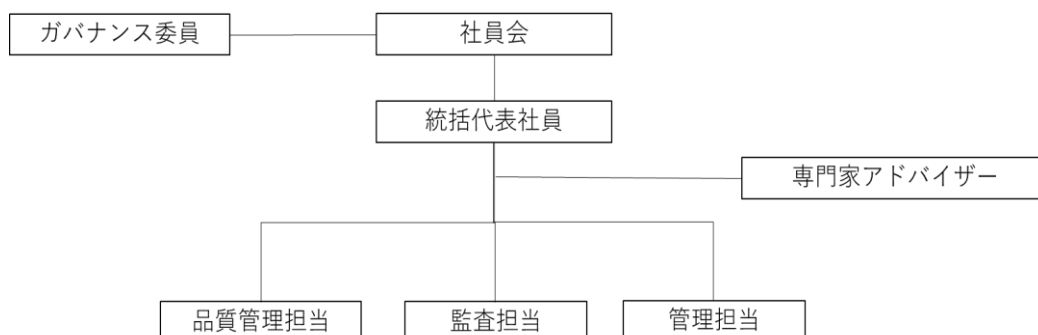 ガバナンス委員
社員会
統括代表社員
専門家アドバイザー
品質管理担当
監査担当
管理担当